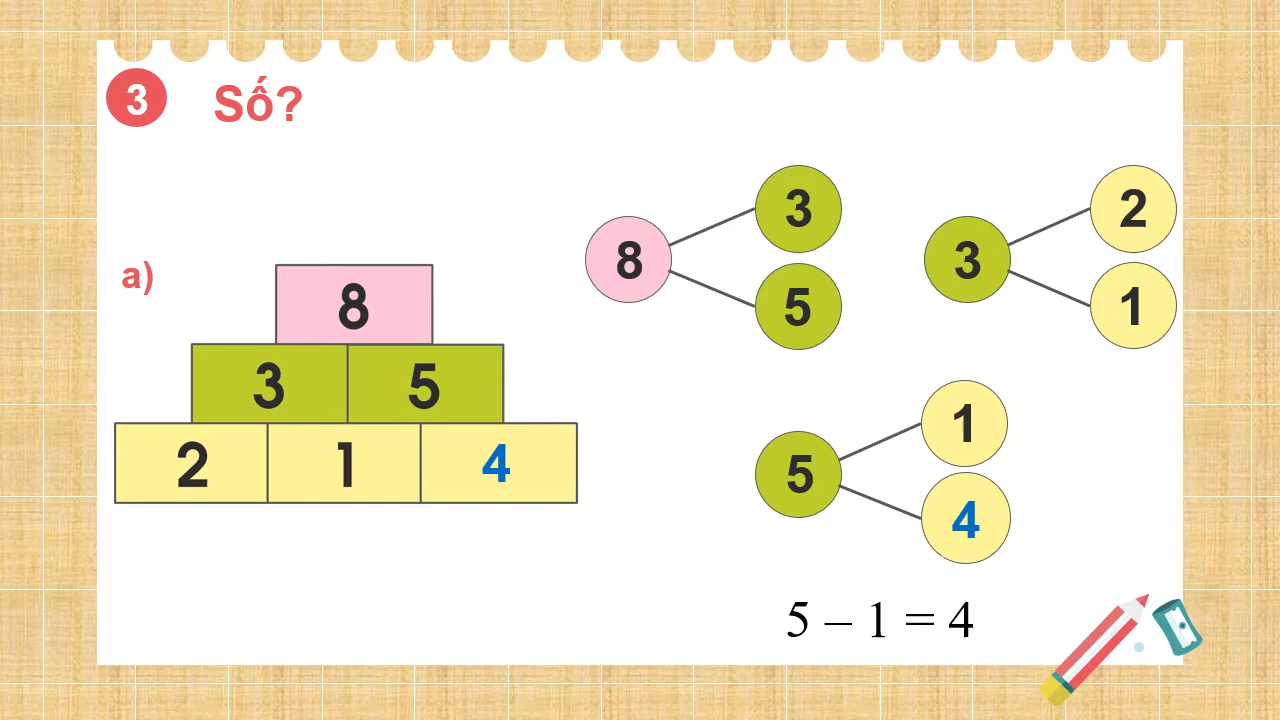 3 Số?
a)
8
3 5
2 1 4
8 3 5
3 2 1
5 1 4
5 – 1 = 4